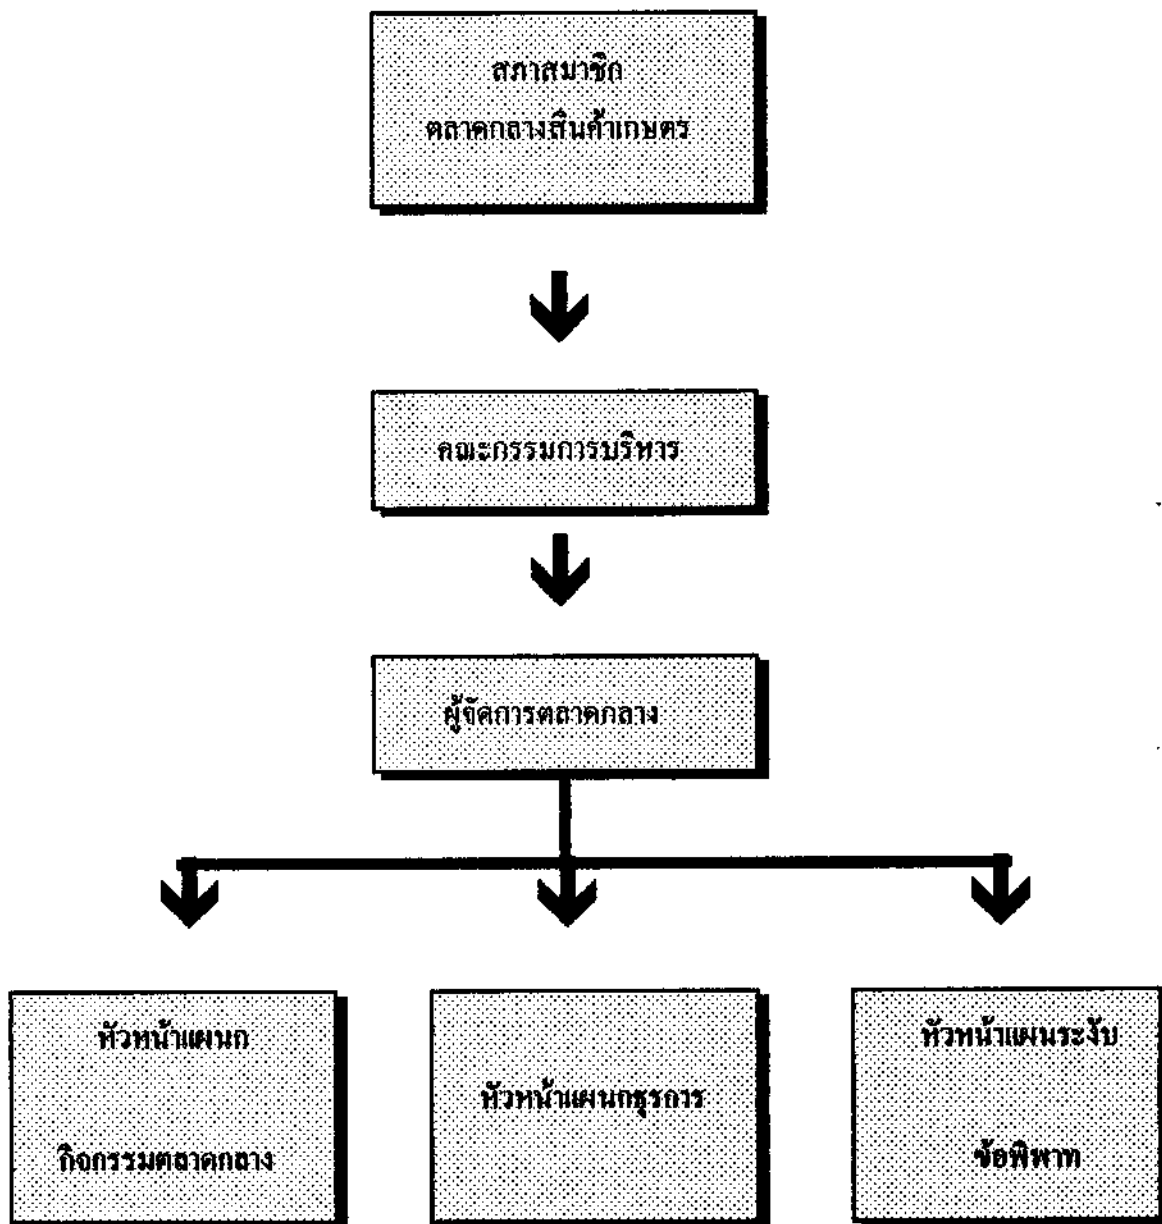 สภาสมาชิก
ตลาดกลางสินค้าเกษตร
คณะกรรมการบริหาร
ผู้จัดการตลาดกลาง
หัวหน้าแผนก
กิจกรรมตลาดกลาง
หัวหน้าแผนกธุรการ
หัวหน้าแผนระงับ
ข้อพิพาท